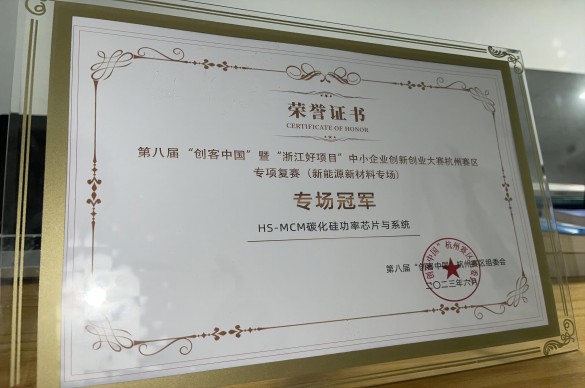 荣誉证书
CERTIFICATE OF HONOR
第八届“创客中国”暨“浙江好项目”中小企业创新创业大赛杭州赛区
专项复赛（新能源新材料专场）
专场冠军
HS-MCM碳化硅功率芯片与系统
第八届“创客中国”杭州赛区组委会
二〇二三年六月